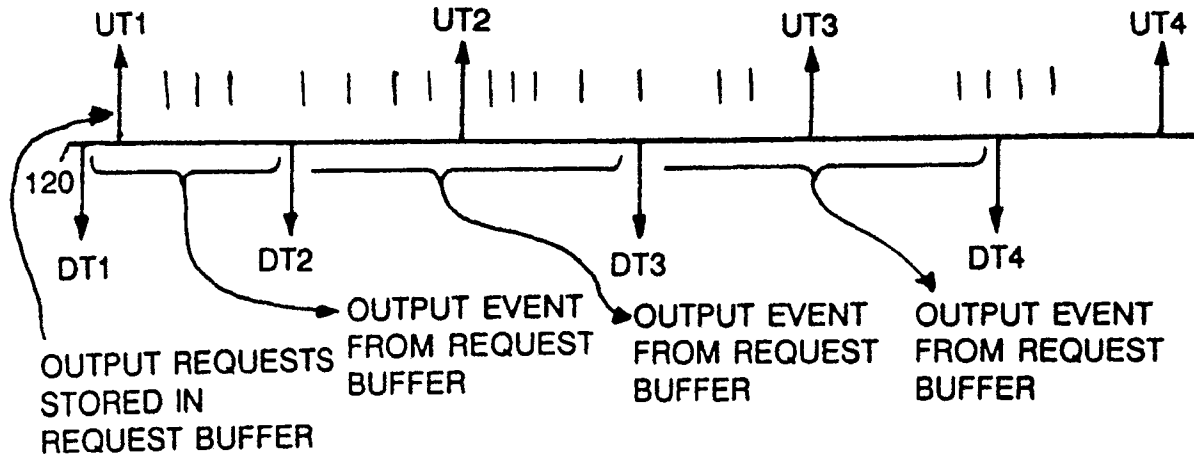 UT1 UT2 UT3 UT4
120
DT1 DT2 DT3 DT4
OUTPUT REQUESTS
STORED IN
REQUEST BUFFER
OUTPUT EVENT
FROM REQUEST
BUFFER
OUTPUT EVENT
FROM REQUEST
BUFFER
OUTPUT EVENT
FROM REQUEST
BUFFER